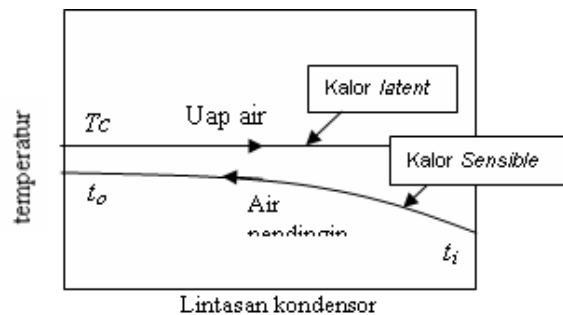 Kalor latent
Uap air
Tc
Kalor Sensible
temperatur
to
Air
ti
Lintasan kondensor